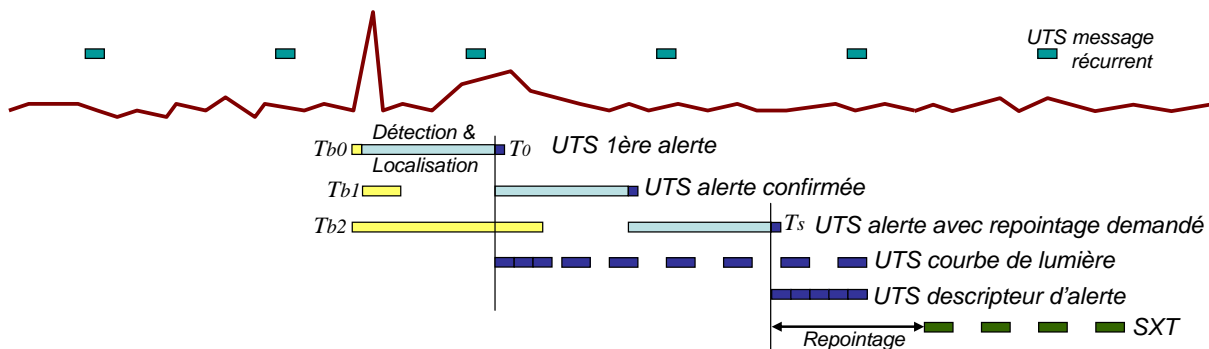 UTS message
récurrent
Détection &
Tb0
T0
UTS 1ère alerte
Localisation
Tb1
UTS alerte confirmée
Tb2
Ts
UTS alerte avec repointage demandé
UTS courbe de lumière
UTS descripteur d'alerte
SXT
Repointage